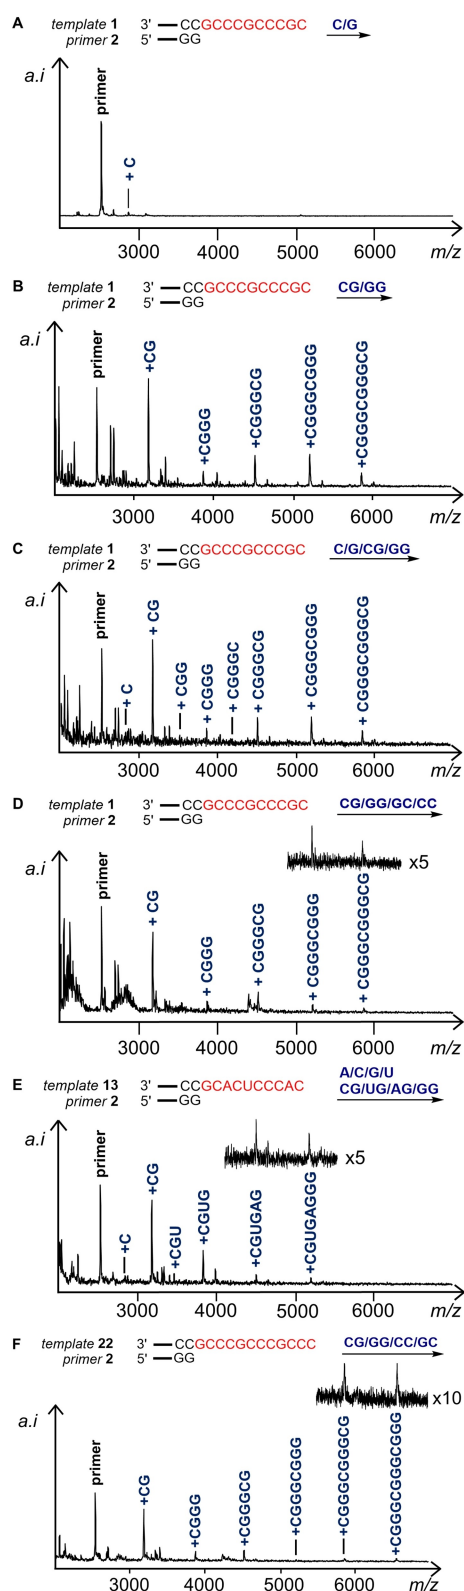 A template 1 3' CCGCCCGCCCGC C/G
primer 2 5' GG
a.i
primer
+ C
3000 4000 5000 6000 m/z
B template 1 3' CCGCCCGCCCGC CG/GG
primer 2 5' GG
a.i
primer
+CG
+CGGG
+CGGGCG
+CGGGCGGG
+CGGGCGGGCG
3000 4000 5000 6000 m/z
C template 1 3' CCGCCCGCCCGC C/G/CG/GG
primer 2 5' GG
a.i
primer
+ C
+ CG
+ CGG
+ CGGG
+ CGGGC
+ CGGGCG
+ CGGGCGGG
+ CGGGCGGGCG
3000 4000 5000 6000 m/z
D template 1 3' CCGCCCGCCCGC CG/GG/GC/CC
primer 2 5' GG
x5
a.i
primer
+ CG
+ CGGG
+ CGGGCG
+ CGGGCGGG
+ CGGGCGGGCG
3000 4000 5000 6000 m/z
E template 13 3' CCGCACUCCCAC A/C/G/U
CG/UG/AG/GG
primer 2 5' GG
x5
a.i
primer
+C
+CG
+CGU
+CGUG
+CGUGAG
+CGUGAGGG
3000 4000 5000 6000 m/z
F template 22 3' CCGCCCGCCCGCCC CG/GG/CC/GC
primer 2 5' GG
x10
a.i
primer
+CG
+CGGG
+CGGGCG
+CGGGCGGG
+CGGGCGGGCG
+CGGGCGGGCGGG
3000 4000 5000 6000 m/z